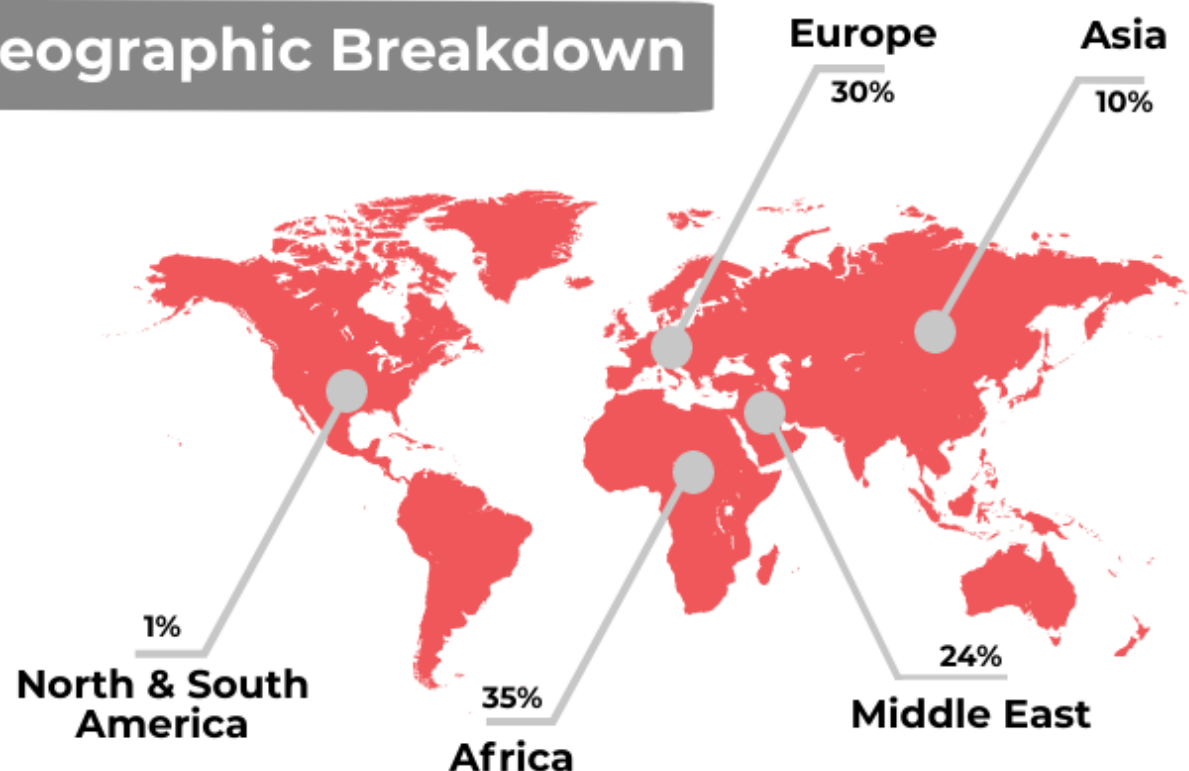 eographic Breakdown
Europe
30%
Asia
10%
1%
North & South
America
35%
Africa
24%
Middle East